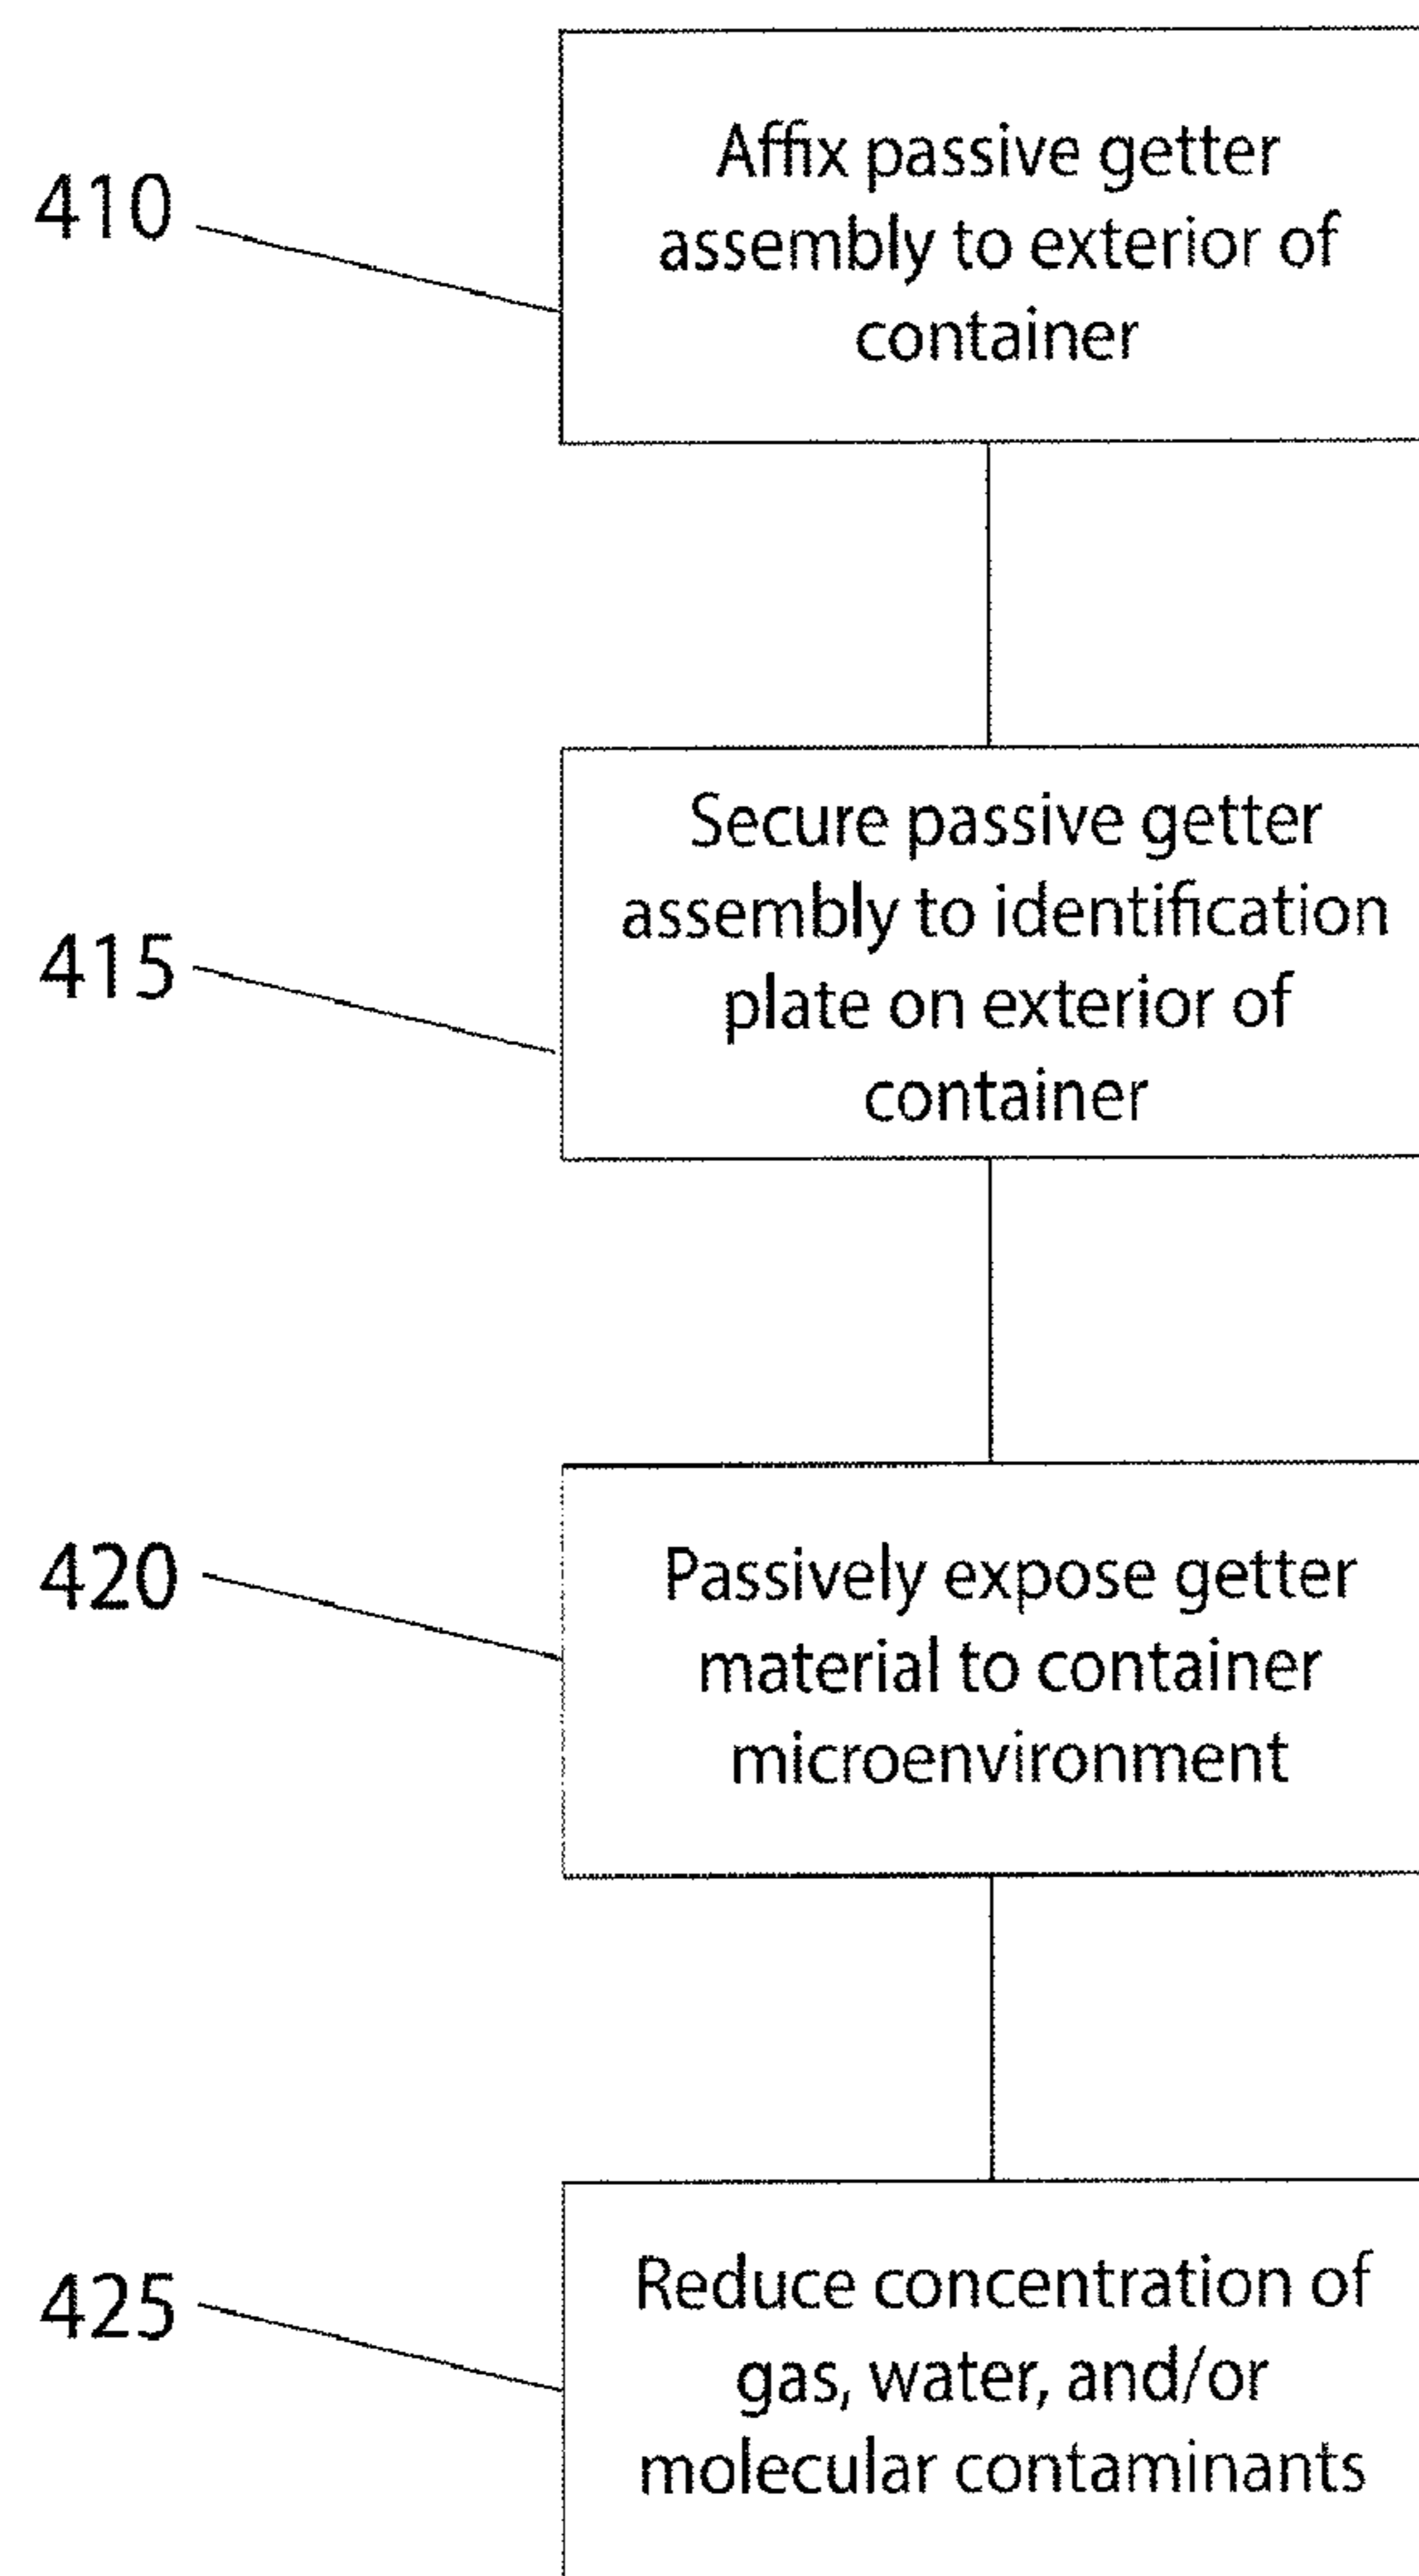 410
Affix passive getter
assembly to exterior of
container
415
Secure passive getter
assembly to identification
plate on exterior of
container
420
Passively expose getter
material to container
microenvironment
425
Reduce concentration of
gas, water, and/or
molecular contaminants